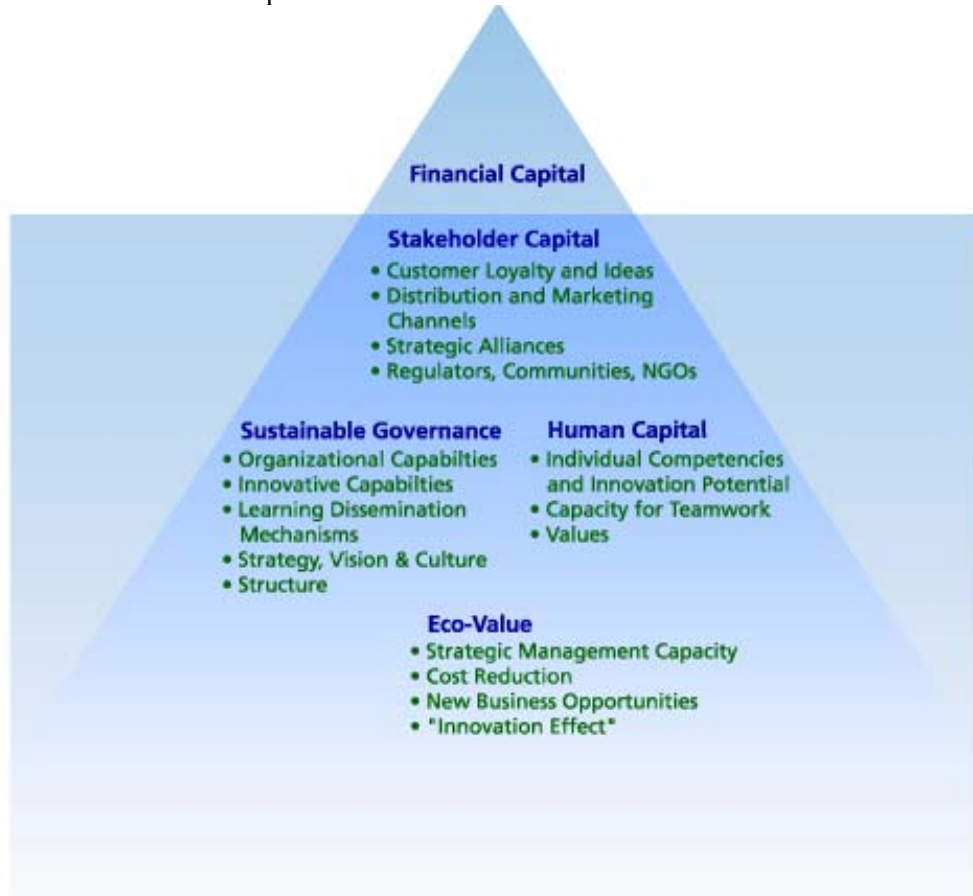 Financial Capital
Stakeholder Capital
• Customer Loyalty and Ideas
• Distribution and Marketing
Channels
• Strategic Alliances
• Regulators, Communities, NGOs
Sustainable Governance
• Organizational Capabilties
• Innovative Capabilties
• Learning Dissemination
Mechanisms
• Strategy, Vision & Culture
• Structure
Human Capital
• Individual Competencies
and Innovation Potential
• Capacity for Teamwork
• Values
Eco-Value
• Strategic Management Capacity
• Cost Reduction
• New Business Opportunities
• "Innovation Effect"